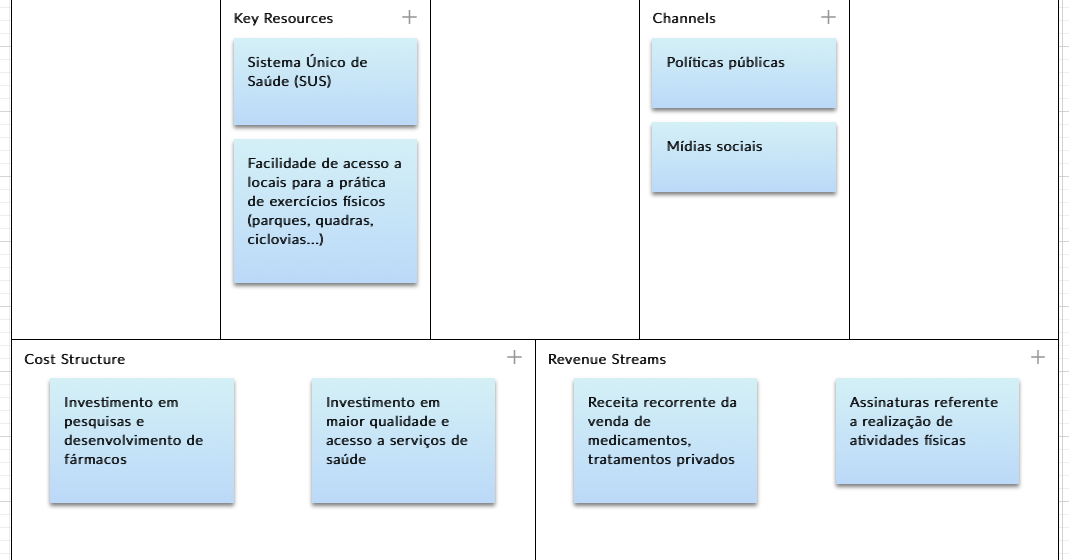 Key Resources
Sistema Único de
Saúde (SUS)
Facilidade de acesso a
locais para a prática
de exercícios físicos
(parques, quadras,
ciclovias...)
Channels
Políticas públicas
Mídias sociais
Cost Structure
Investimento em
pesquisas e
desenvolvimento de
fármacos
Investimento em
maior qualidade e
acesso a serviços de
saúde
Revenue Streams
Receita recorrente da
venda de
medicamentos,
tratamentos privados
Assinaturas referente
a realização de
atividades físicas